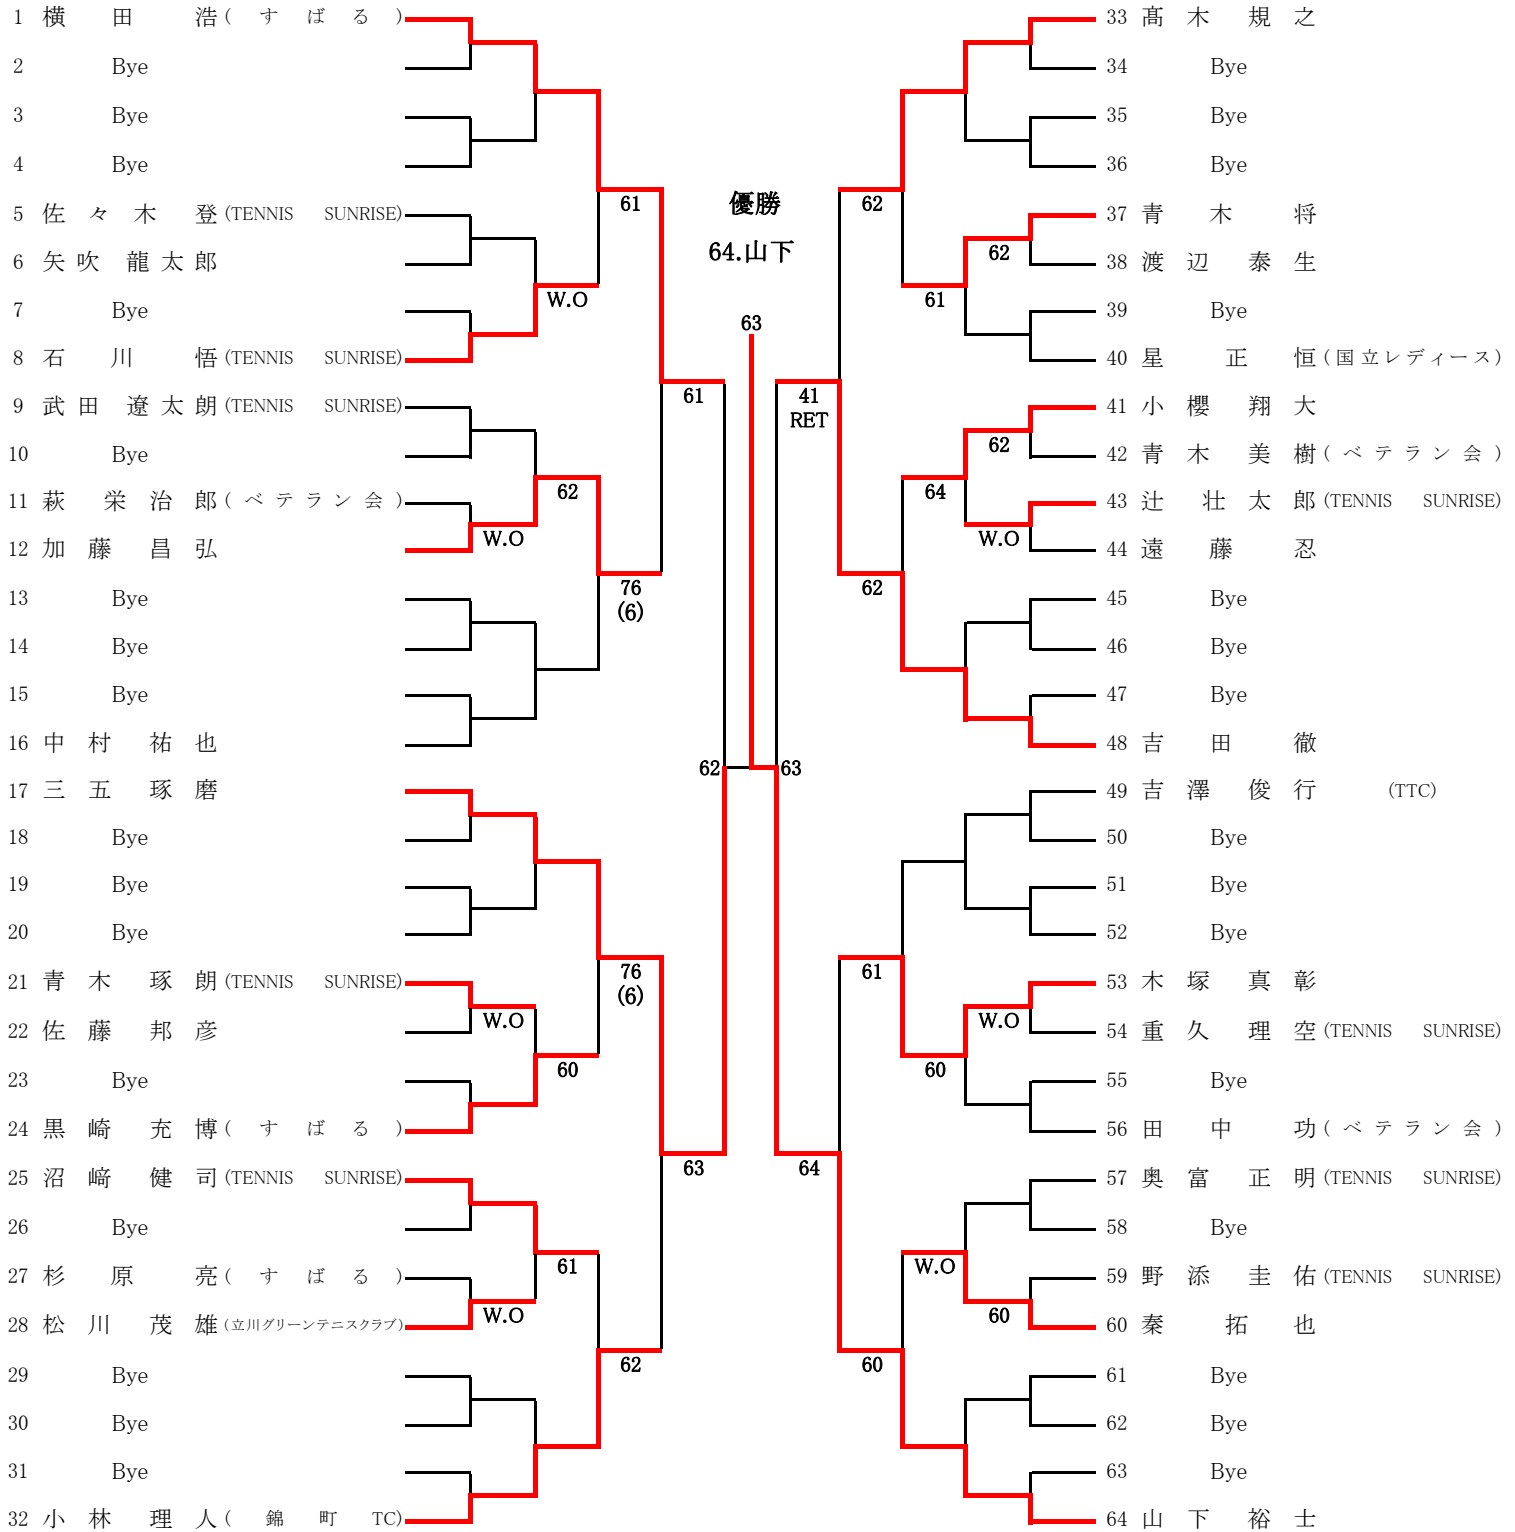 1 横田 浩 (すばる)
2 Bye
3 Bye
4 Bye
5 佐々木 登 (TENNIS SUNRISE)
6 矢吹 龍太郎
7 Bye
8 石川 悟 (TENNIS SUNRISE)
9 武田 遼太朗 (TENNIS SUNRISE)
10 Bye
11 萩 栄治郎 (ベテラン会)
12 加藤 昌弘
13 Bye
14 Bye
15 Bye
16 中村 祐也
17 三五 琢磨
18 Bye
19 Bye
20 Bye
21 青木 琢朗 (TENNIS SUNRISE)
22 佐藤 邦彦
23 Bye
24 黒崎 充博 (すばる)
25 沼﨑 健司 (TENNIS SUNRISE)
26 Bye
27 杉原 亮 (すばる)
28 松川 茂雄 (立川グリーンテニスクラブ)
29 Bye
30 Bye
31 Bye
32 小林 理人 (錦町 TC)
W.O
W.O
W.O
W.O
62
60
61
61
76
(6)
76
(6)
62
61
63
62
優勝
64.山下
63
63
41
RET
64
62
62
61
60
61
64
60
W.O
62
62
W.O
W.O
60
33 髙木 規之
34 Bye
35 Bye
36 Bye
37 青木 将
38 渡辺 泰生
39 Bye
40 星 正恒 (国立レディース)
41 小櫻 翔大
42 青木 美樹 (ベテラン会)
43 辻 壮太郎 (TENNIS SUNRISE)
44 遠藤 忍
45 Bye
46 Bye
47 Bye
48 吉田 徹
49 吉澤 俊行 (TTC)
50 Bye
51 Bye
52 Bye
53 木塚 真彰
54 重久 理空 (TENNIS SUNRISE)
55 Bye
56 田中 功 (ベテラン会)
57 奥富 正明 (TENNIS SUNRISE)
58 Bye
59 野添 圭佑 (TENNIS SUNRISE)
60 秦 拓也
61 Bye
62 Bye
63 Bye
64 山下 裕士